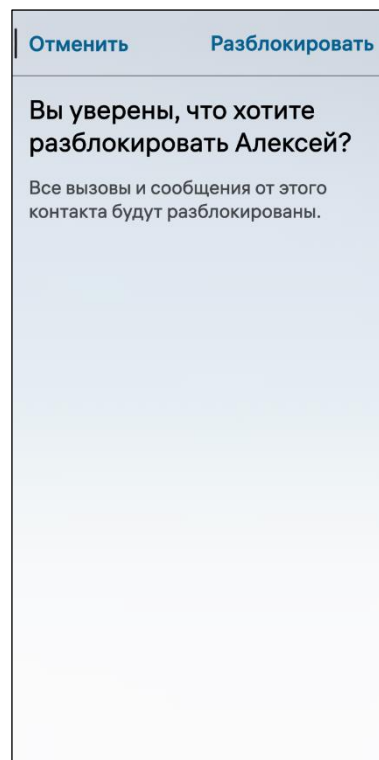 Отменить Разблокировать
Вы уверены, что хотите
разблокировать Алексей?
Все вызовы и сообщения от этого
контакта будут разблокированы.